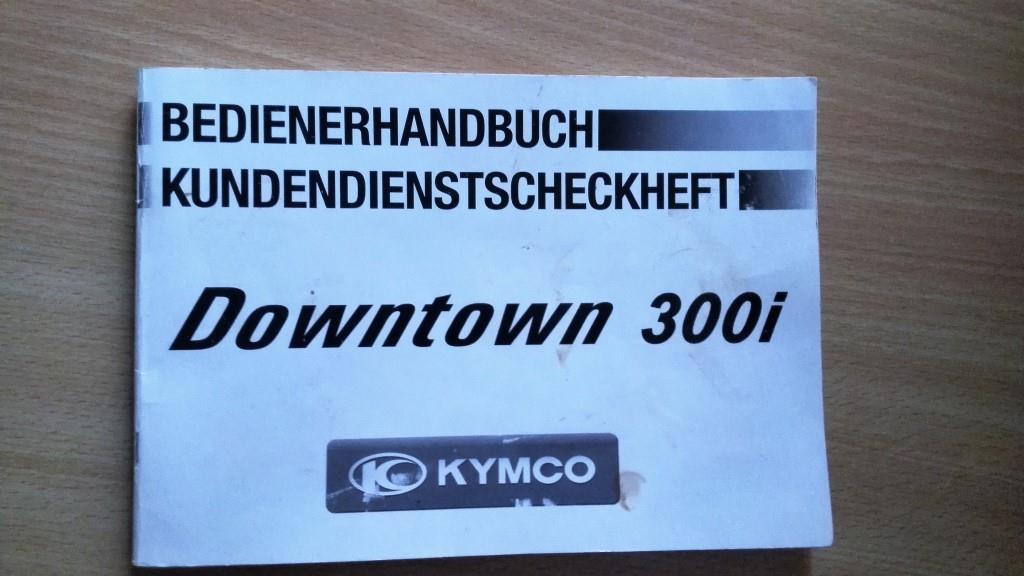 BEDIENERHANDBUCH
KUNDENDIENSTSCHECKHEFT
Downtown 300i
KYMCO